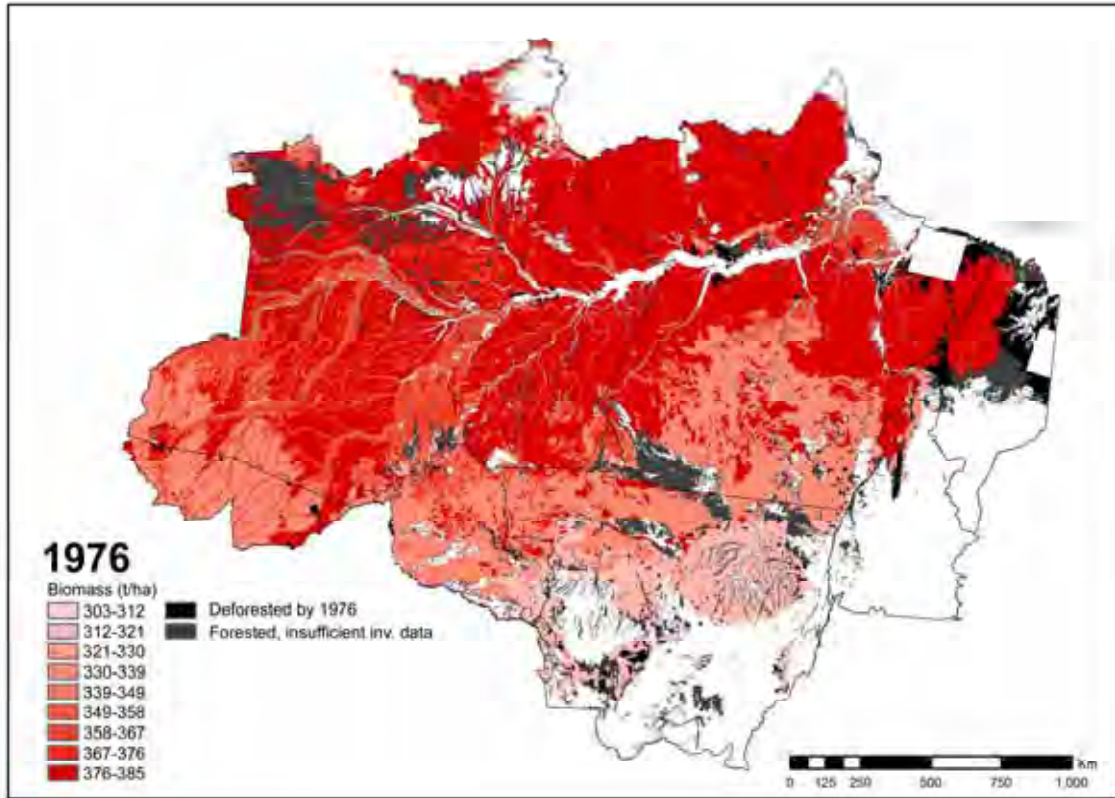 1976
Biomass (t/ha)
303-312
312-321
321-330
330-339
339-349
349-358
358-367
367-376
376-385
Deforested by 1976
Forested, insufficient inv. data
Km
0 125 250 500 750 1,000